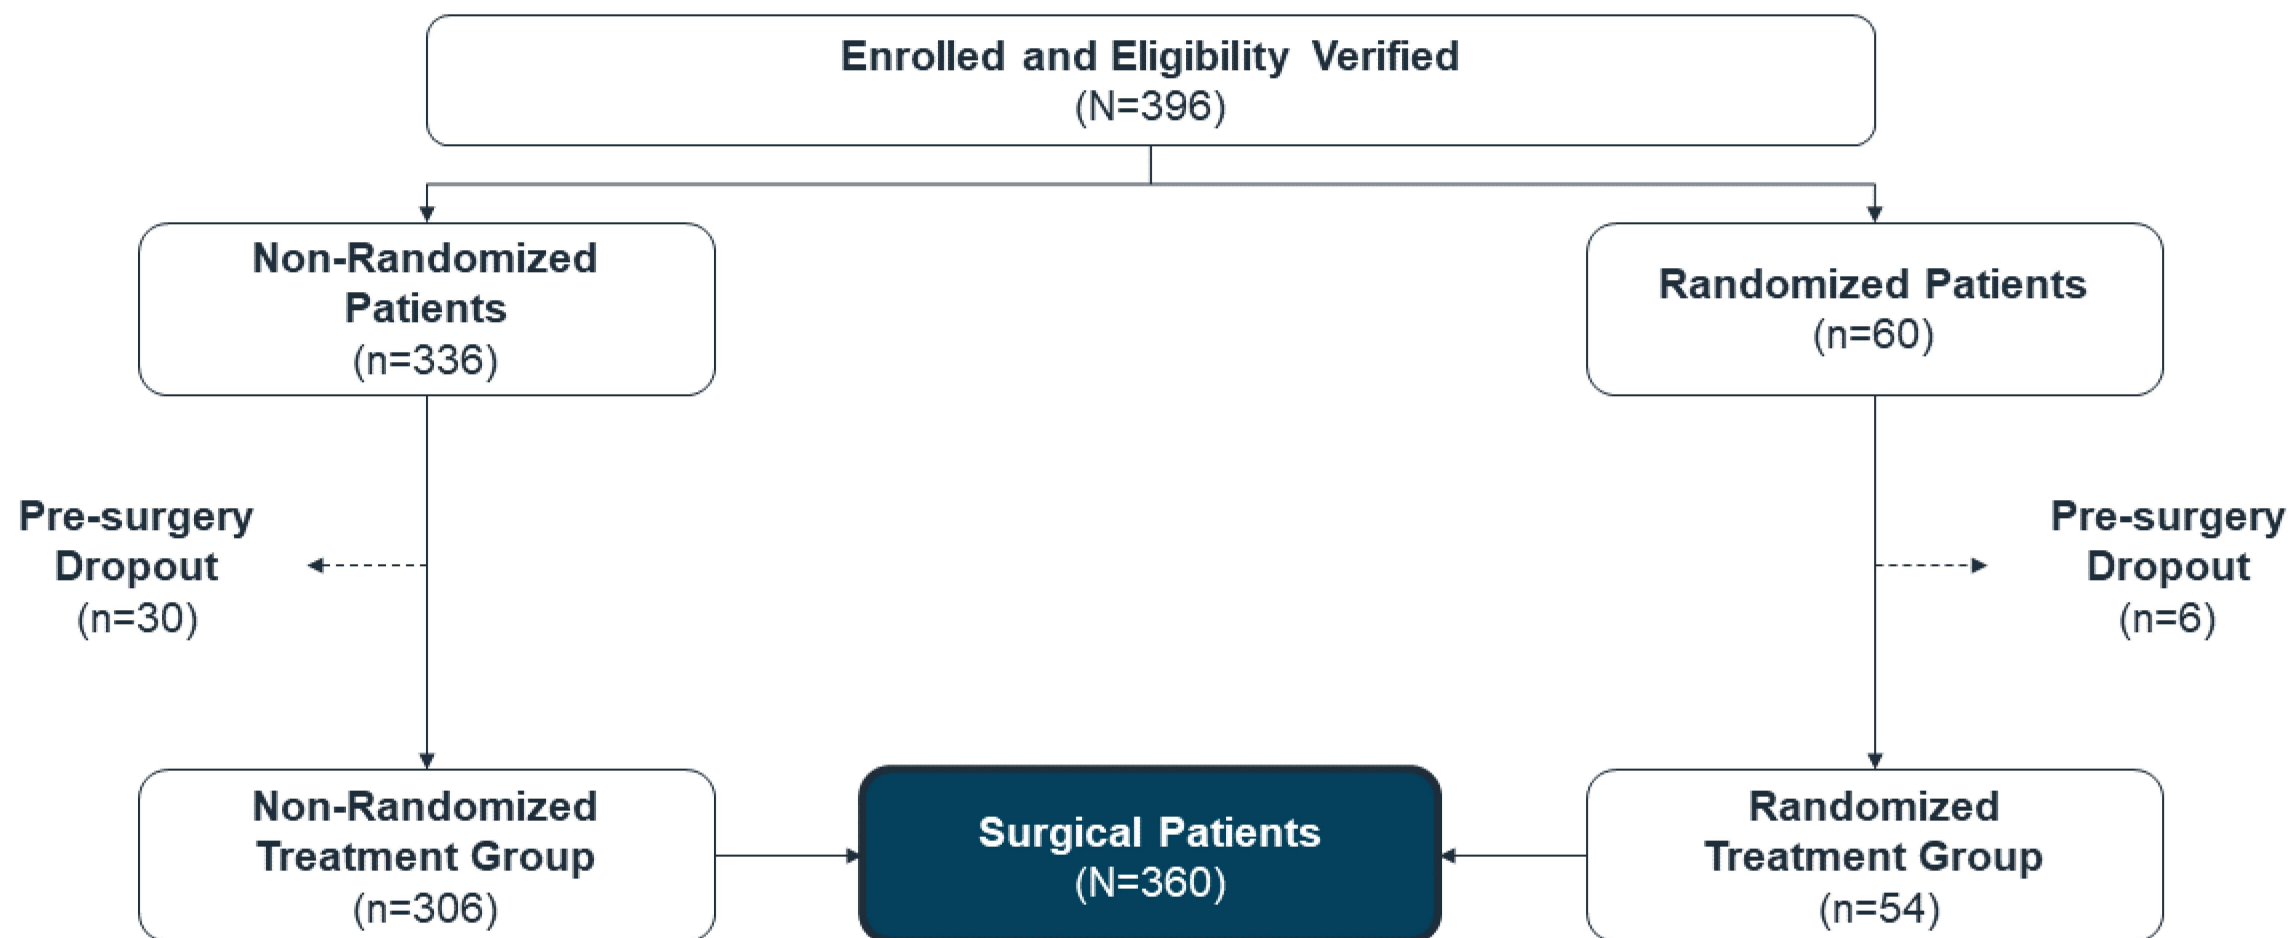 Enrolled and Eligibility Verified
(N=396)
Non-Randomized
Patients
(n=336)
Randomized Patients
(n=60)
Pre-surgery
Dropout
(n=30)
Pre-surgery
Dropout
(n=6)
Non-Randomized
Treatment Group
(n=306)
Surgical Patients
(N=360)
Randomized
Treatment Group
(n=54)